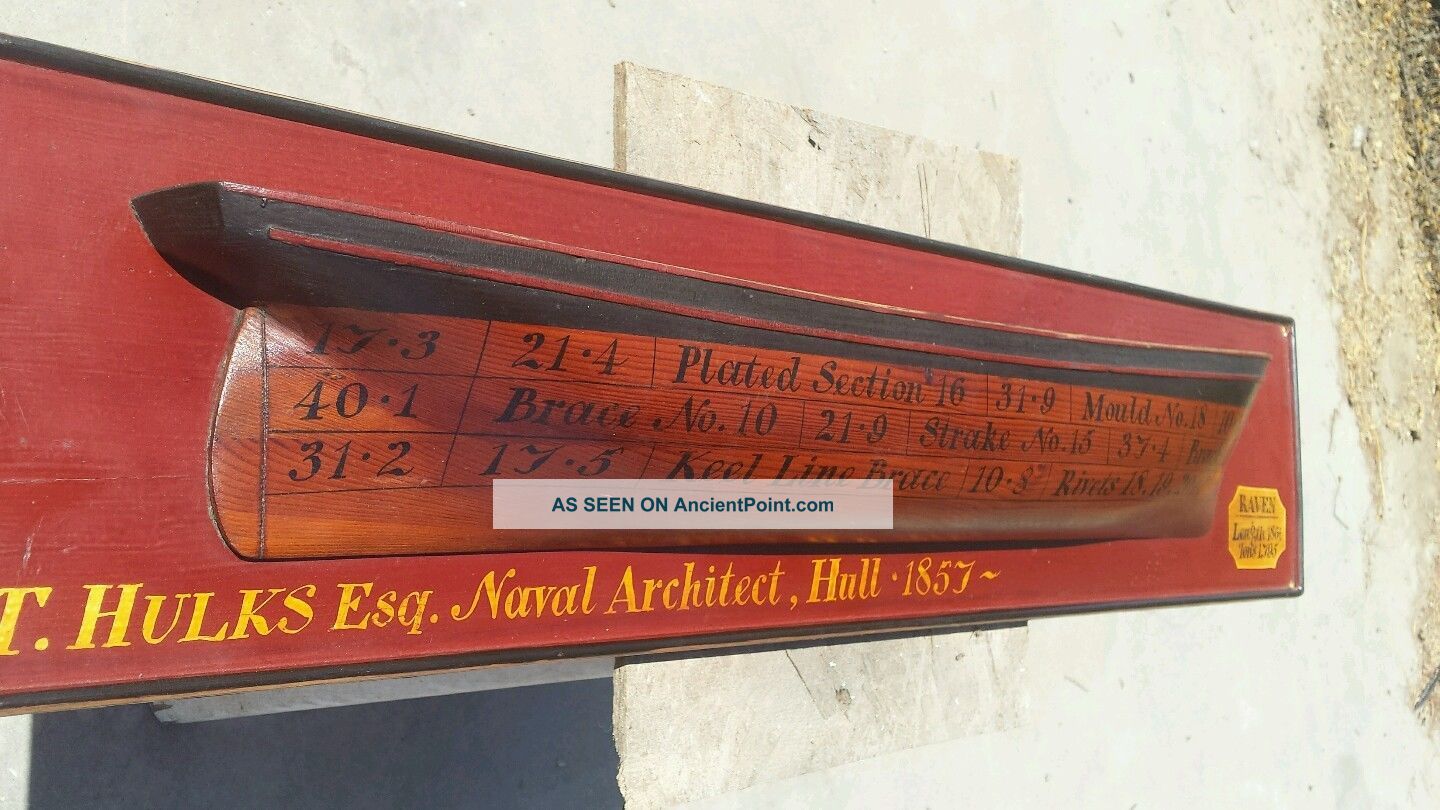 17·3 21·4 Plated Section 16 31·9 Mould No.18
40·1 Brace No. 10 21·9 Strake No.15 37·4
31·2 17·5 Keel Line Brace 10·8 Rivets 18.19.
AS SEEN ON AncientPoint.com
RAVEN
Length
Tons
T. HULKS Esq. Naval Architect, Hull · 1857~